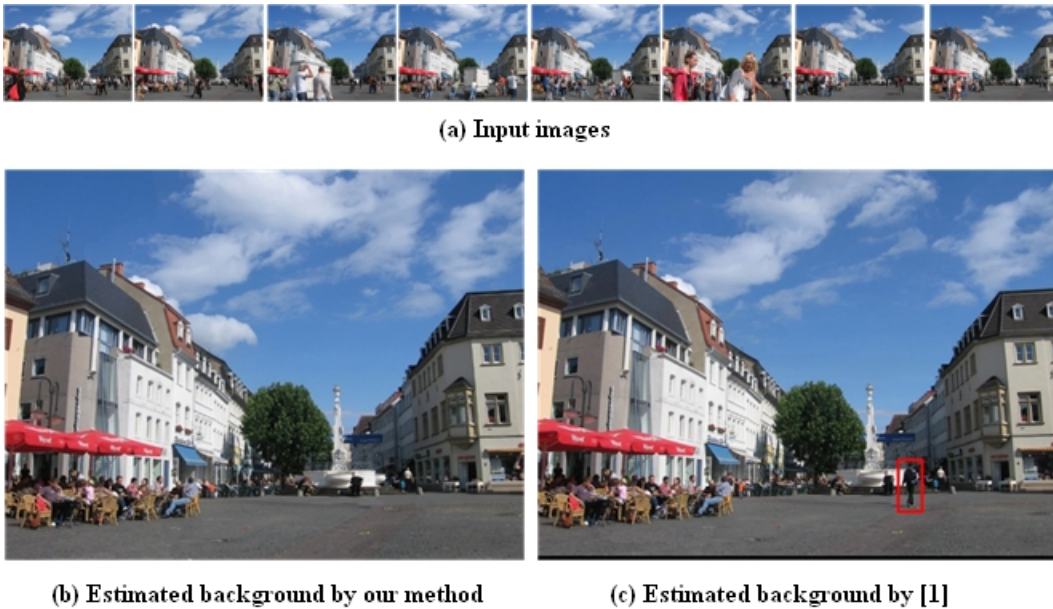 (a) Input images
(b) Estimated background by our method
(c) Estimated background by [1]